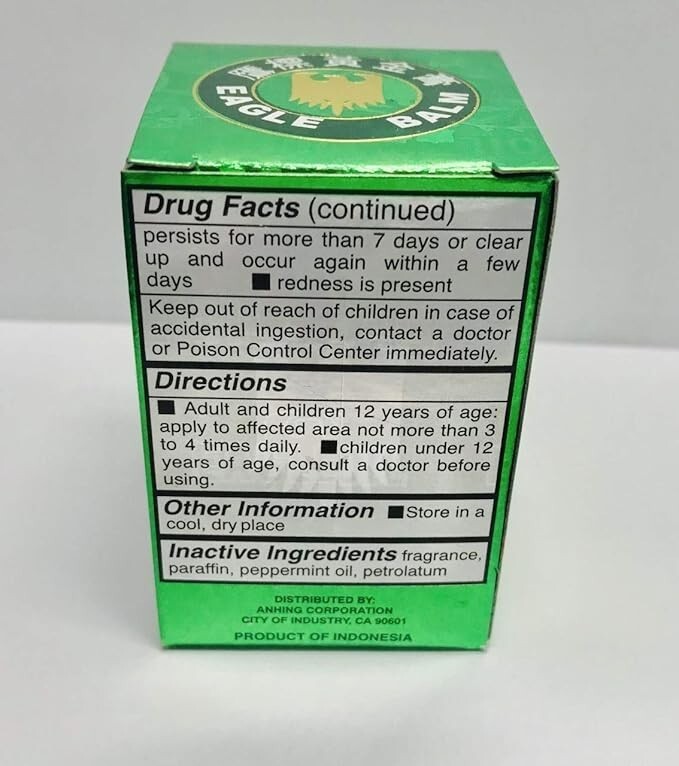 鷹標黃金膏
EAGLE BALM
Drug Facts (continued)
persists for more than 7 days or clear
up and occur again within a few
days ■ redness is present
Keep out of reach of children in case of
accidental ingestion, contact a doctor
or Poison Control Center immediately.
Directions
■ Adult and children 12 years of age:
apply to affected area not more than 3
to 4 times daily. ■children under 12
years of age, consult a doctor before
using.
Other Information ■Store in a
cool, dry place
Inactive Ingredients fragrance,
paraffin, peppermint oil, petrolatum
DISTRIBUTED BY:
ANHING CORPORATION
CITY OF INDUSTRY, CA 90601
PRODUCT OF INDONESIA